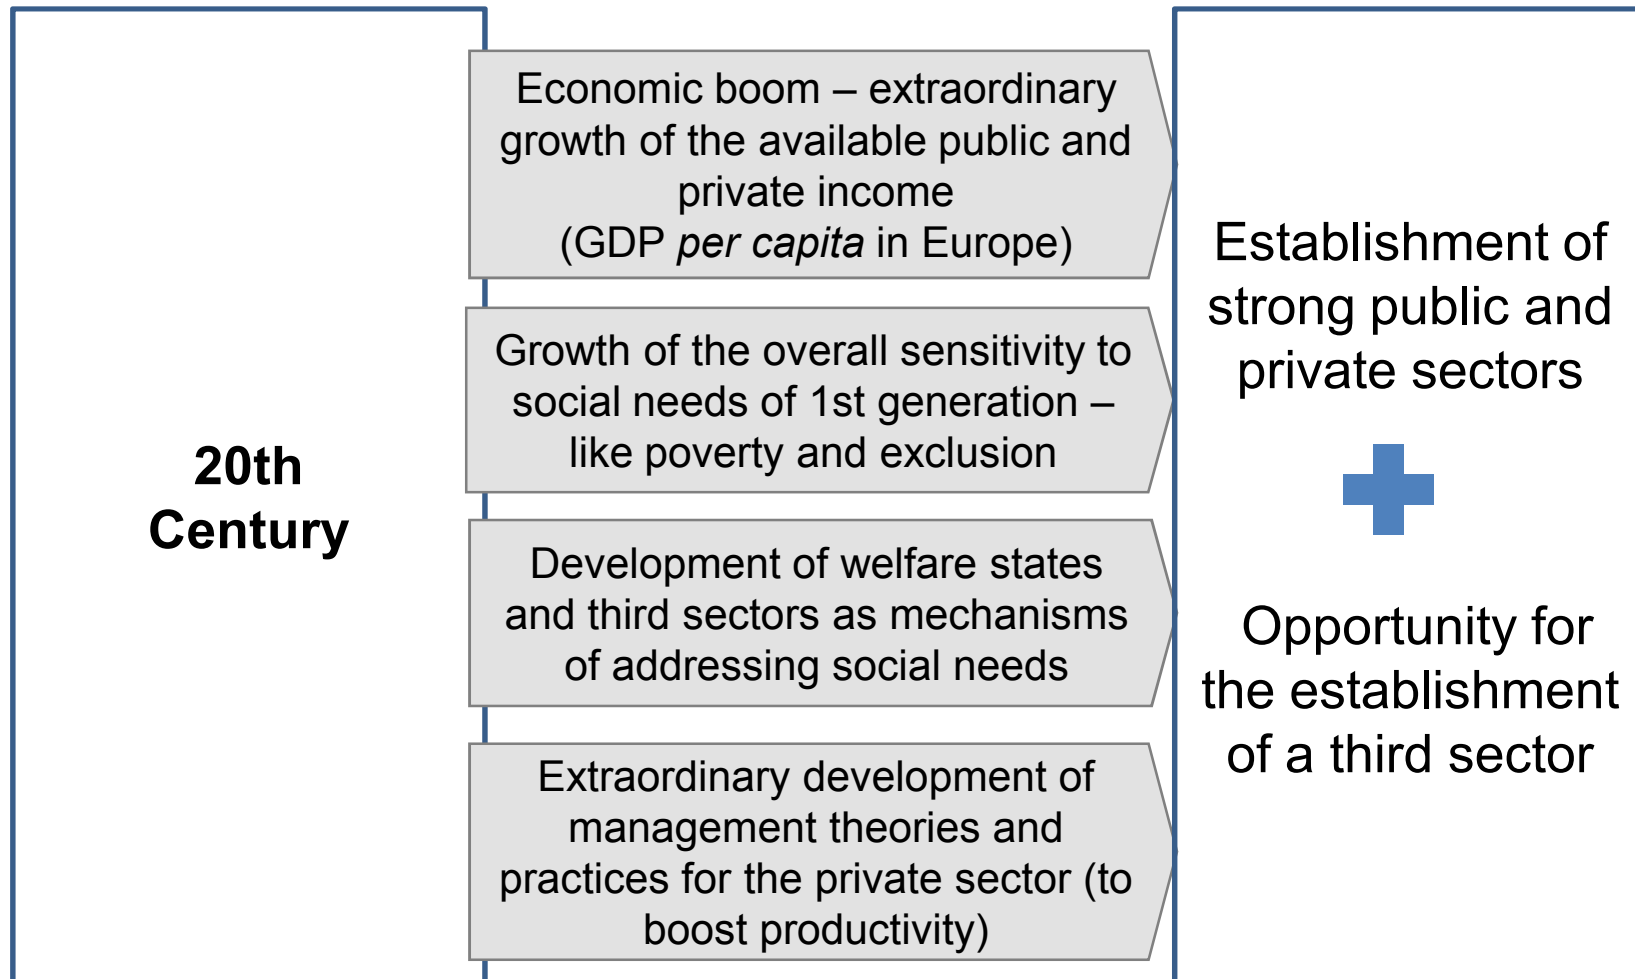 20th
Century
Economic boom – extraordinary
growth of the available public and
private income
(GDP per capita in Europe)
Growth of the overall sensitivity to
social needs of 1st generation –
like poverty and exclusion
Development of welfare states
and third sectors as mechanisms
of addressing social needs
Extraordinary development of
management theories and
practices for the private sector (to
boost productivity)
Establishment of
strong public and
private sectors
Opportunity for
the establishment
of a third sector